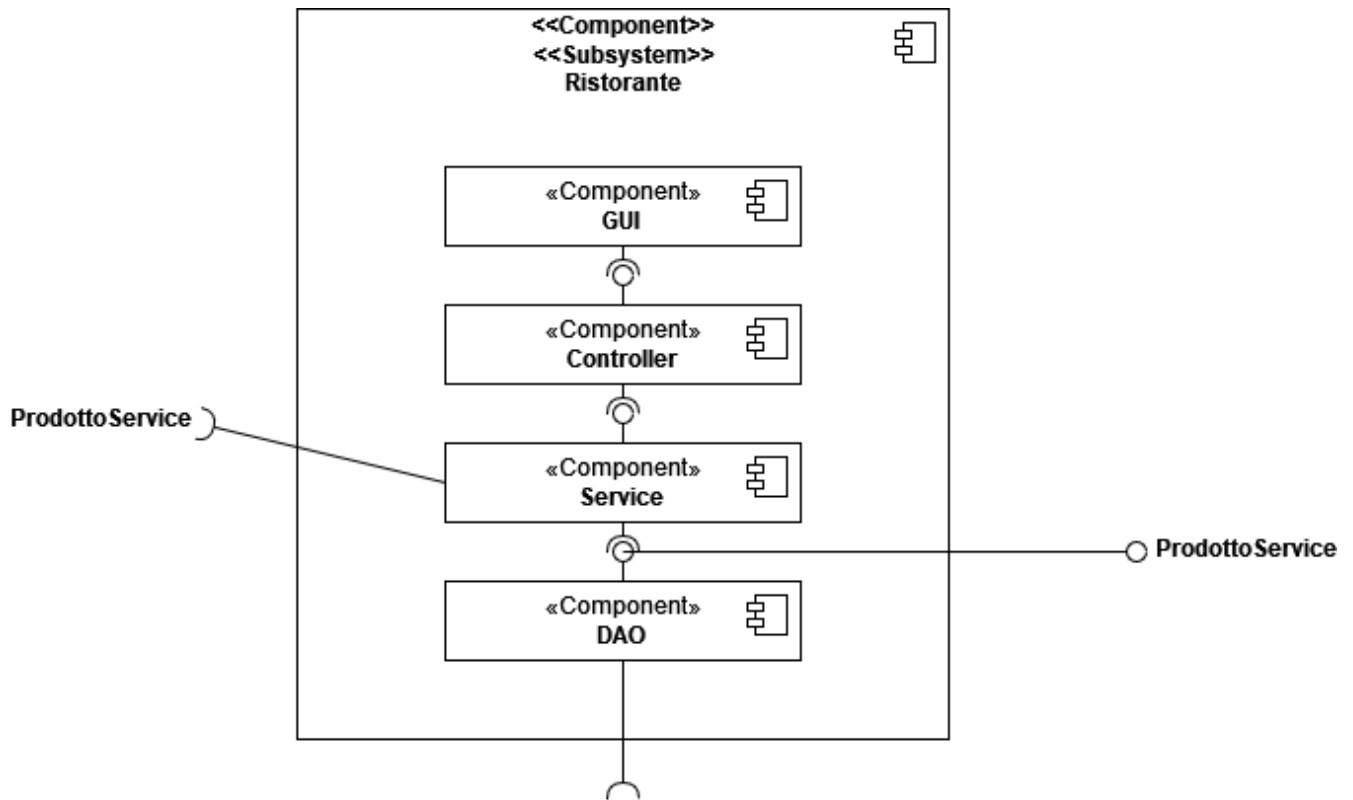 <<Component>>
<<Subsystem>>
Ristorante
«Component»
GUI
«Component»
Controller
ProdottoService
«Component»
Service
ProdottoService
«Component»
DAO